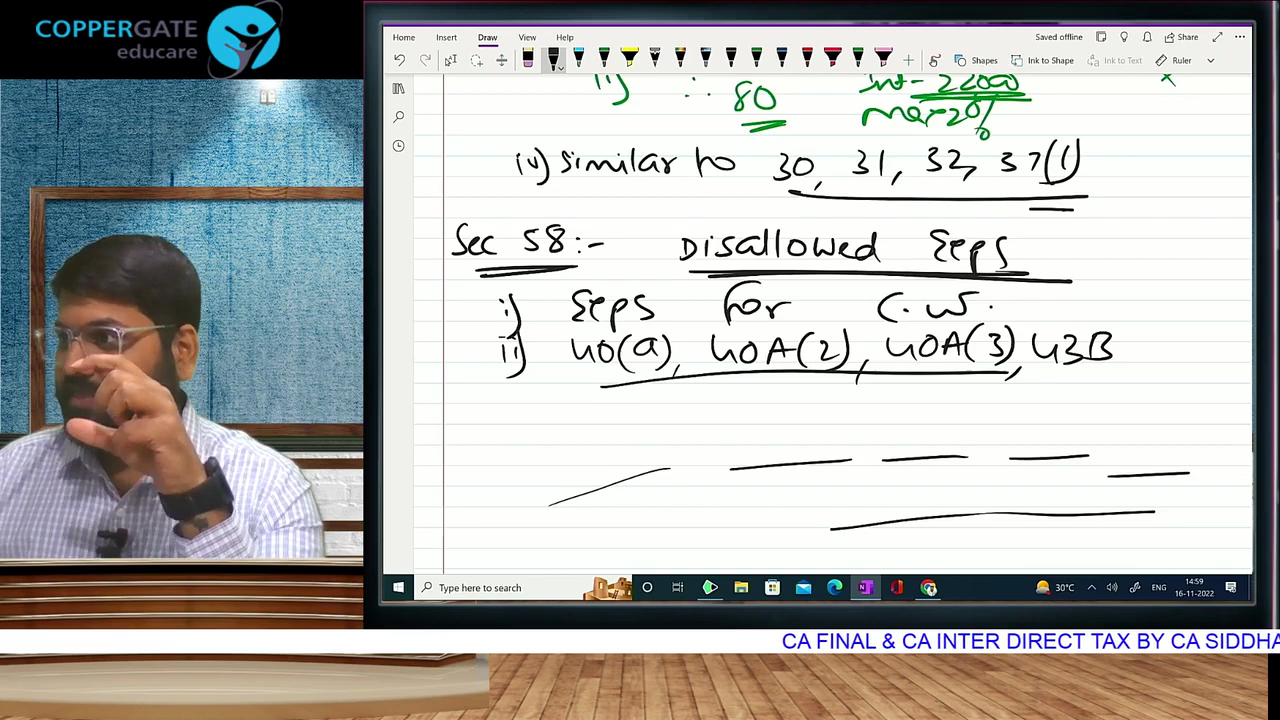 COPPERGATE
educare
Home Insert Draw View Help
Saved offline
Share
Shapes
Ink to Shape
Ink to Text
Ruler
ii) ∴ 80 int-22000
max 20%
iv) Similar to 30, 31, 32, 37(1)
Sec 58:- Disallowed Exps
i) Exps for C.W.
ii) 40(a), 40A(2), 40A(3), 43B
Type here to search
30°C
ENG
14:59
16-11-2022
CA FINAL & CA INTER DIRECT TAX BY CA SIDDHA